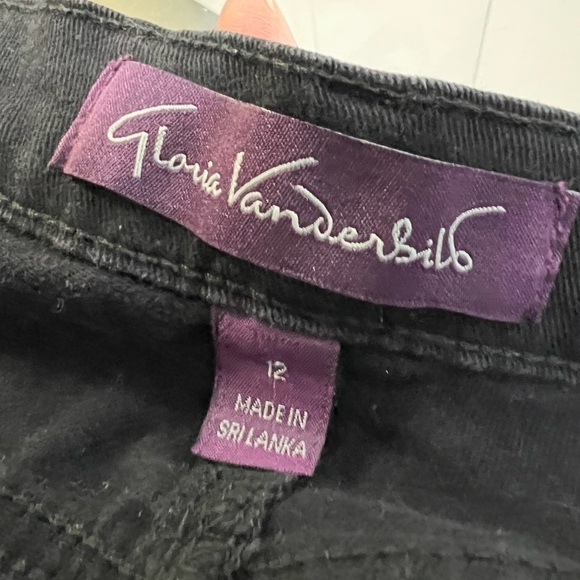 Gloria Vanderbilt
12
MADE IN
SRI LANKA